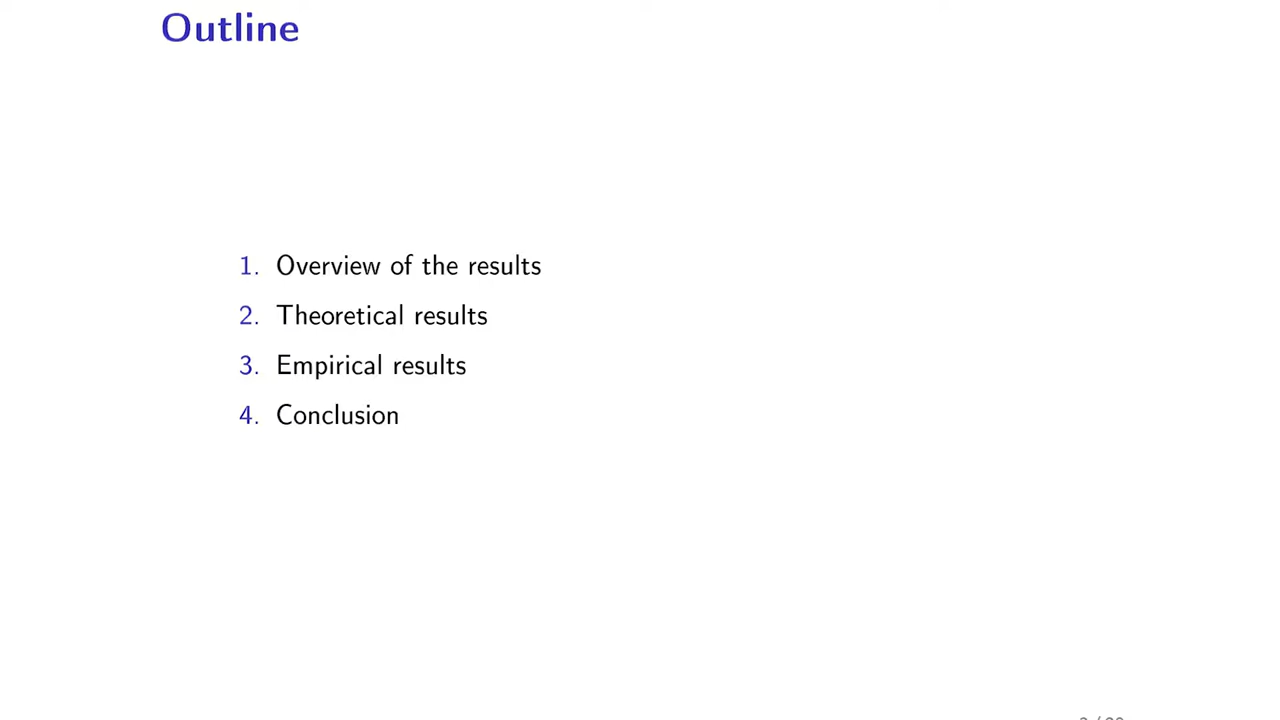 Outline
1. Overview of the results
2. Theoretical results
3. Empirical results
4. Conclusion